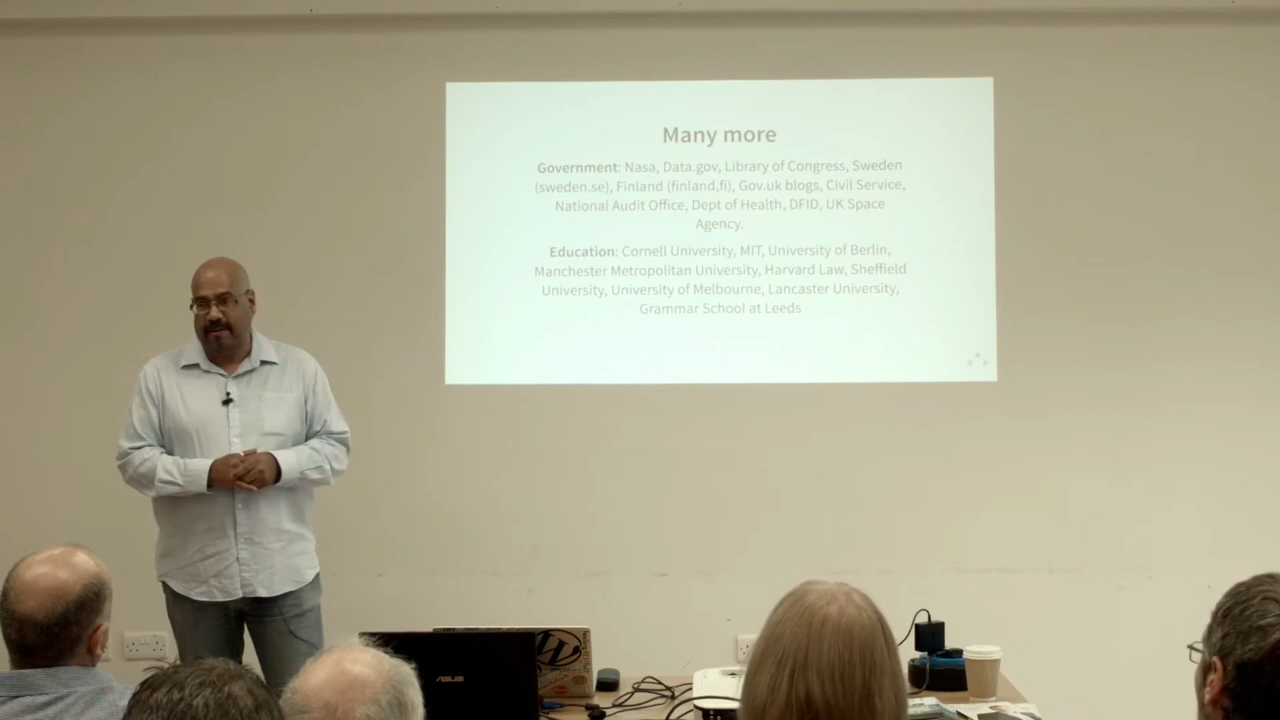 Many more
Government: Nasa, Data.gov, Library of Congress, Sweden
(sweden.se), Finland (finland,fi), Gov.uk blogs, Civil Service,
National Audit Office, Dept of Health, DFID, UK Space
Agency.
Education: Cornell University, MIT, University of Berlin,
Manchester Metropolitan University, Harvard Law, Sheffield
University, University of Melbourne, Lancaster University,
Grammar School at Leeds
ASUS